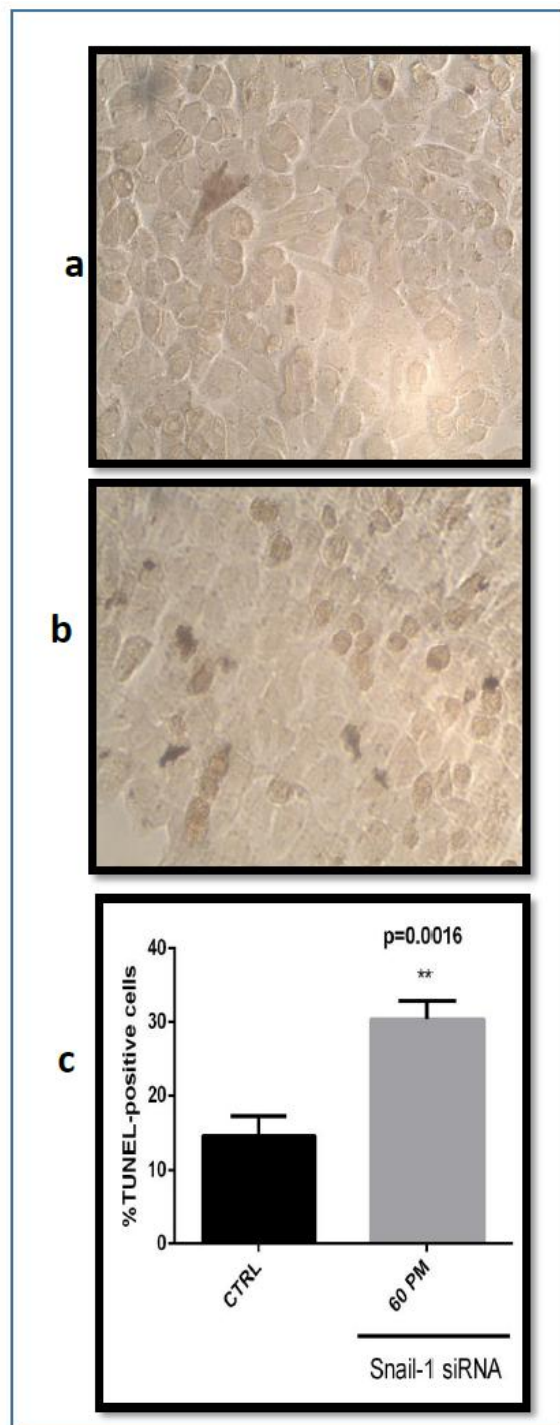 a
b
c
p=0.0016
**
%TUNEL-positive cells
40
30
20
10
0
CTRL
60 PM
Snail-1 siRNA